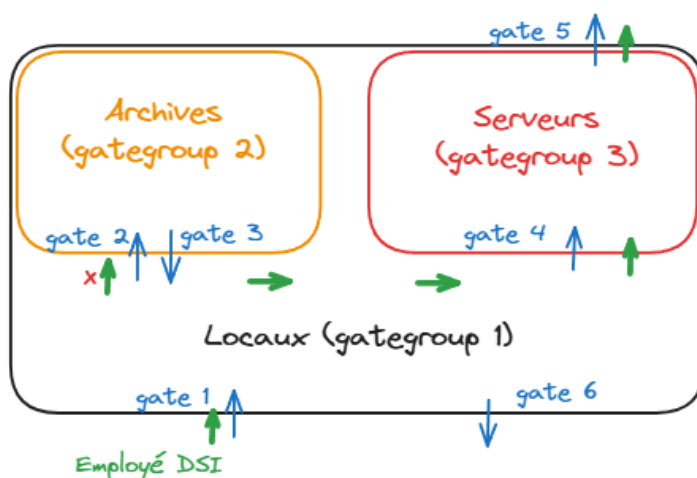 gate 5
Archives
(gategroup 2)
Serveurs
(gategroup 3)
gate 2
gate 3
gate 4
x
Locaux (gategroup 1)
gate 1
gate 6
Employé DSI